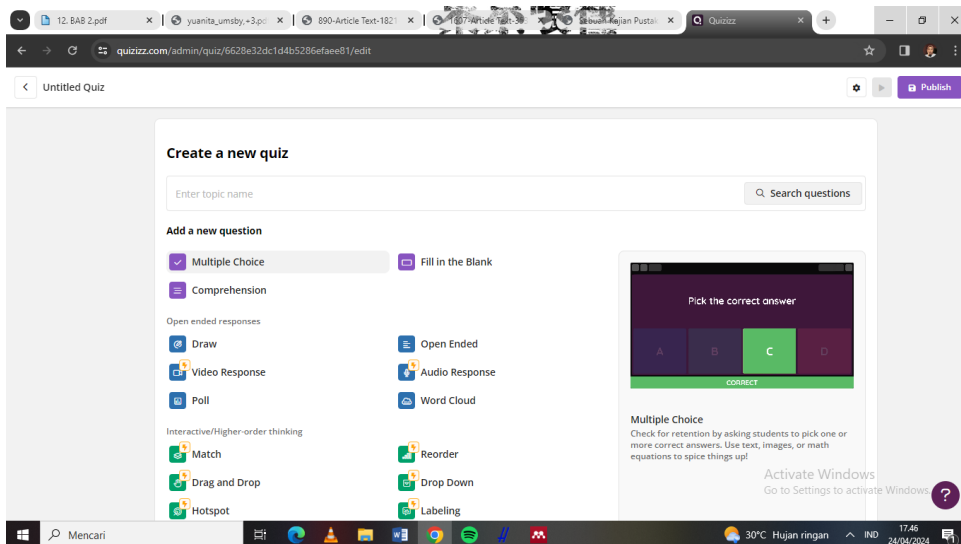 12. BAB 2.pdf
yuanita_umsby,+3.pd
890-Article Text-1821
1607-Article Text-393
Sebuah Kajian Pustak
Quizizz
quizizz.com/admin/quiz/6628e32dc1d4b5286efaee81/edit
Untitled Quiz
Publish
Create a new quiz
Enter topic name
Search questions
Add a new question
Multiple Choice
Fill in the Blank
Comprehension
Open ended responses
Draw
Open Ended
Video Response
Audio Response
Poll
Word Cloud
Interactive/Higher-order thinking
Match
Reorder
Drag and Drop
Drop Down
Hotspot
Labeling
Pick the correct answer
A B C D
CORRECT
Multiple Choice
Check for retention by asking students to pick one or
more correct answers. Use text, images, or math
equations to spice things up!
Activate Windows
Go to Settings to activate Windows.
?
Mencari
30°C Hujan ringan
IND
17.46
24/04/2024